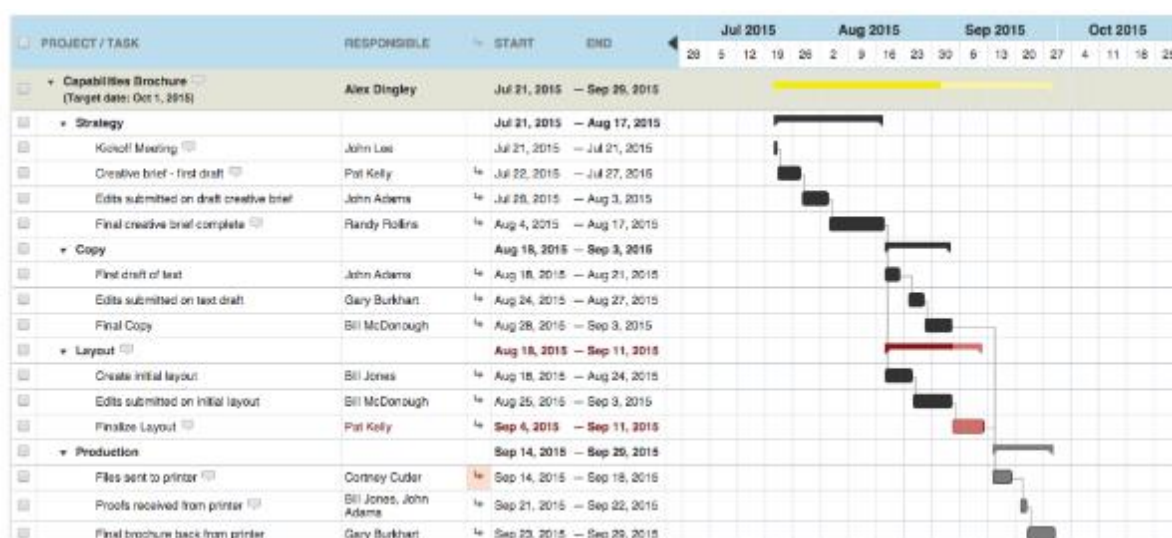 Jul 2015 Aug 2015 Sep 2015 Oct 2015
PROJECT / TASK RESPONSIBLE START END
28 5 12 19 26 2 9 16 23 30 6 13 20 27 4 11 18 25
Capabilities Brochure Alex Dingley Jul 21, 2015 — Sep 29, 2015
(Target date: Oct 1, 2015)
Strategy Jul 21, 2015 — Aug 17, 2015
Kickoff Meeting John Lee Jul 21, 2015 — Jul 21, 2015
Creative brief - first draft Pat Kelly Jul 22, 2015 — Jul 27, 2015
Edits submitted on draft creative brief John Adams Jul 28, 2015 — Aug 3, 2015
Final creative brief complete Randy Rollins Aug 4, 2015 — Aug 17, 2015
Copy Aug 18, 2015 — Sep 3, 2015
First draft of text John Adams Aug 18, 2015 — Aug 21, 2015
Edits submitted on text draft Gary Burkhart Aug 24, 2015 — Aug 27, 2015
Final Copy Bill McDonough Aug 28, 2015 — Sep 3, 2015
Layout Aug 18, 2015 — Sep 11, 2015
Create initial layout Bill Jones Aug 18, 2015 — Aug 24, 2015
Edits submitted on initial layout Bill McDonough Aug 25, 2015 — Sep 3, 2015
Finalize Layout Pat Kelly Sep 4, 2015 — Sep 11, 2015
Production Sep 14, 2015 — Sep 29, 2015
Files sent to printer Cortney Cutler Sep 14, 2015 — Sep 18, 2015
Proofs received from printer Bill Jones, John Adams Sep 21, 2015 — Sep 22, 2015
Final brochure back from printer Gary Burkhart Sep 23, 2015 — Sep 29, 2015